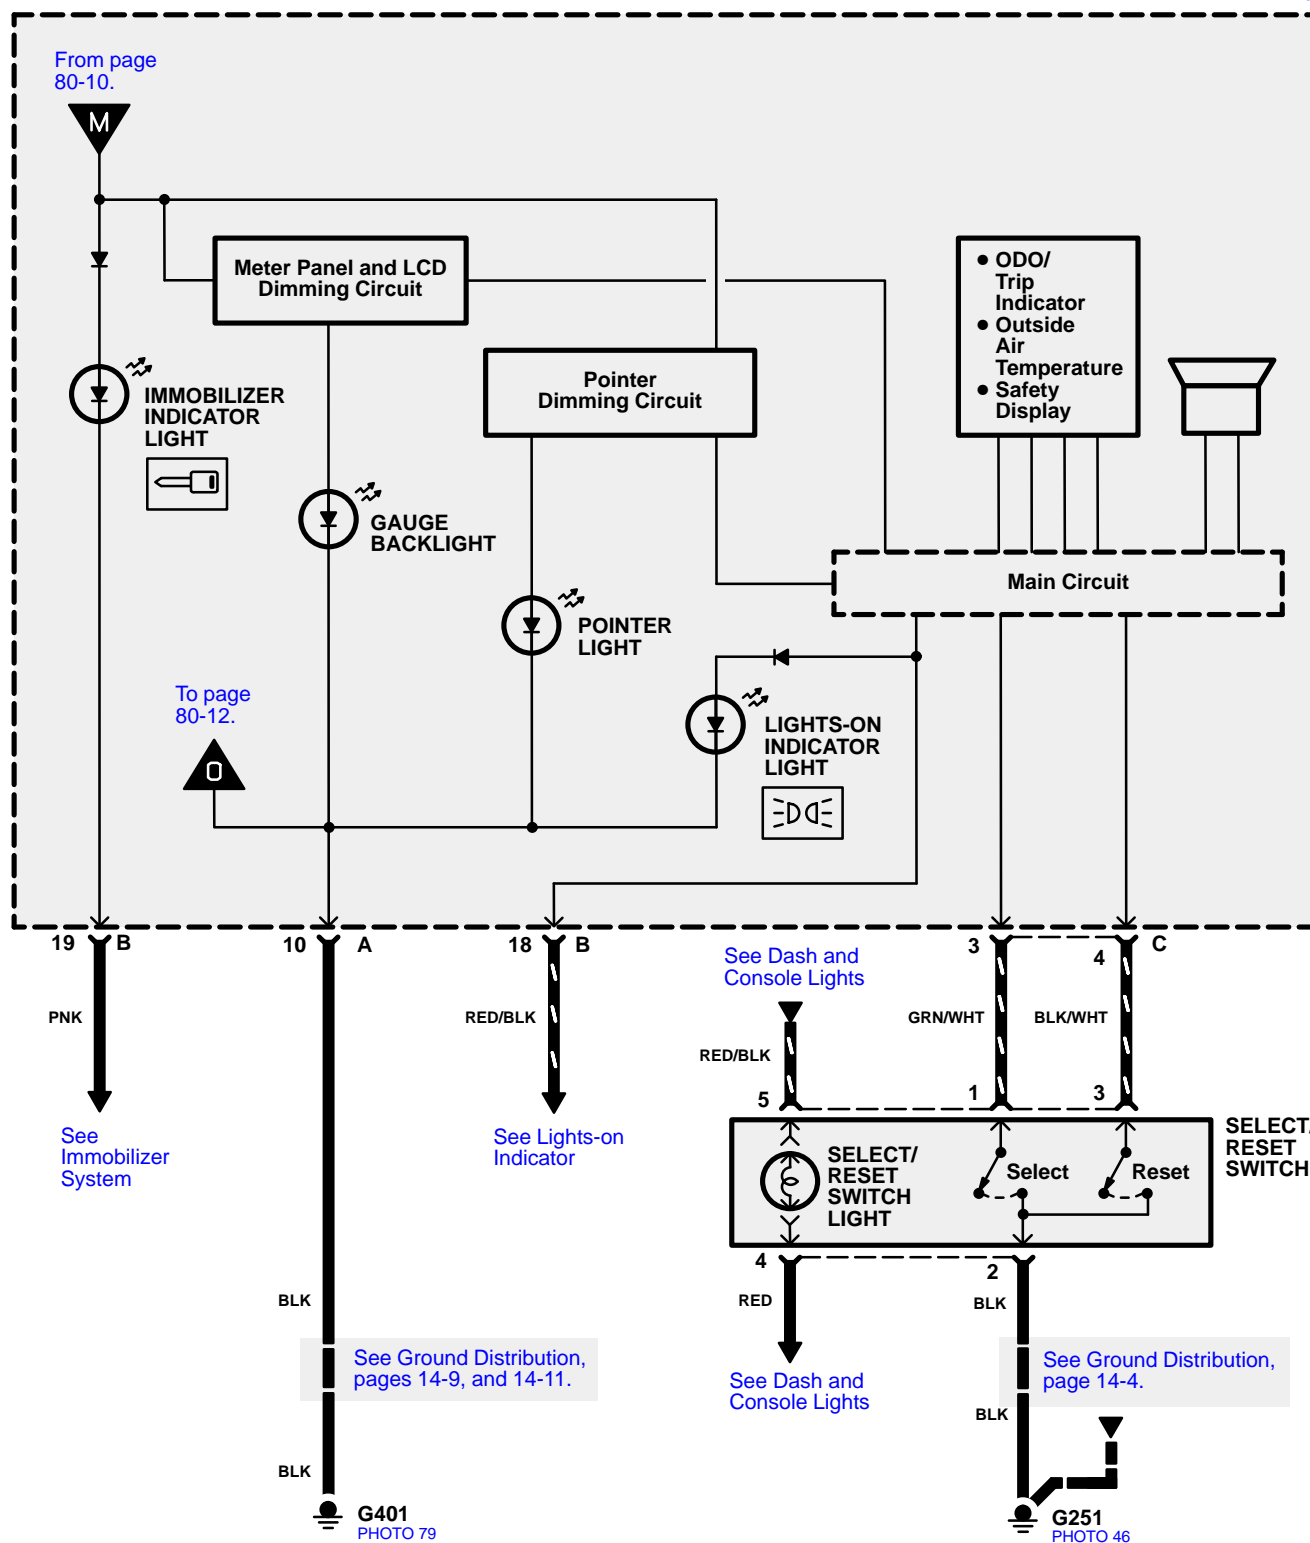 From page
80-10.
M
Meter Panel and LCD
Dimming Circuit
● ODO/
Trip
Indicator
● Outside
Air
Temperature
● Safety
Display
Pointer
Dimming Circuit
IMMOBILIZER
INDICATOR
LIGHT
GAUGE
BACKLIGHT
Main Circuit
POINTER
LIGHT
To page
80-12.
O
LIGHTS-ON
INDICATOR
LIGHT
19 B
10 A
18 B
3
4 C
See Dash and
Console Lights
PNK
RED/BLK
GRN/WHT
BLK/WHT
RED/BLK
5
1
3
See
Immobilizer
System
See Lights-on
Indicator
SELECT/
RESET
SWITCH
LIGHT
Select
Reset
SELECT/
RESET
SWITCH
4
2
BLK
RED
BLK
See Ground Distribution,
pages 14-9, and 14-11.
See Dash and
Console Lights
See Ground Distribution,
page 14-4.
BLK
BLK
G401
PHOTO 79
G251
PHOTO 46